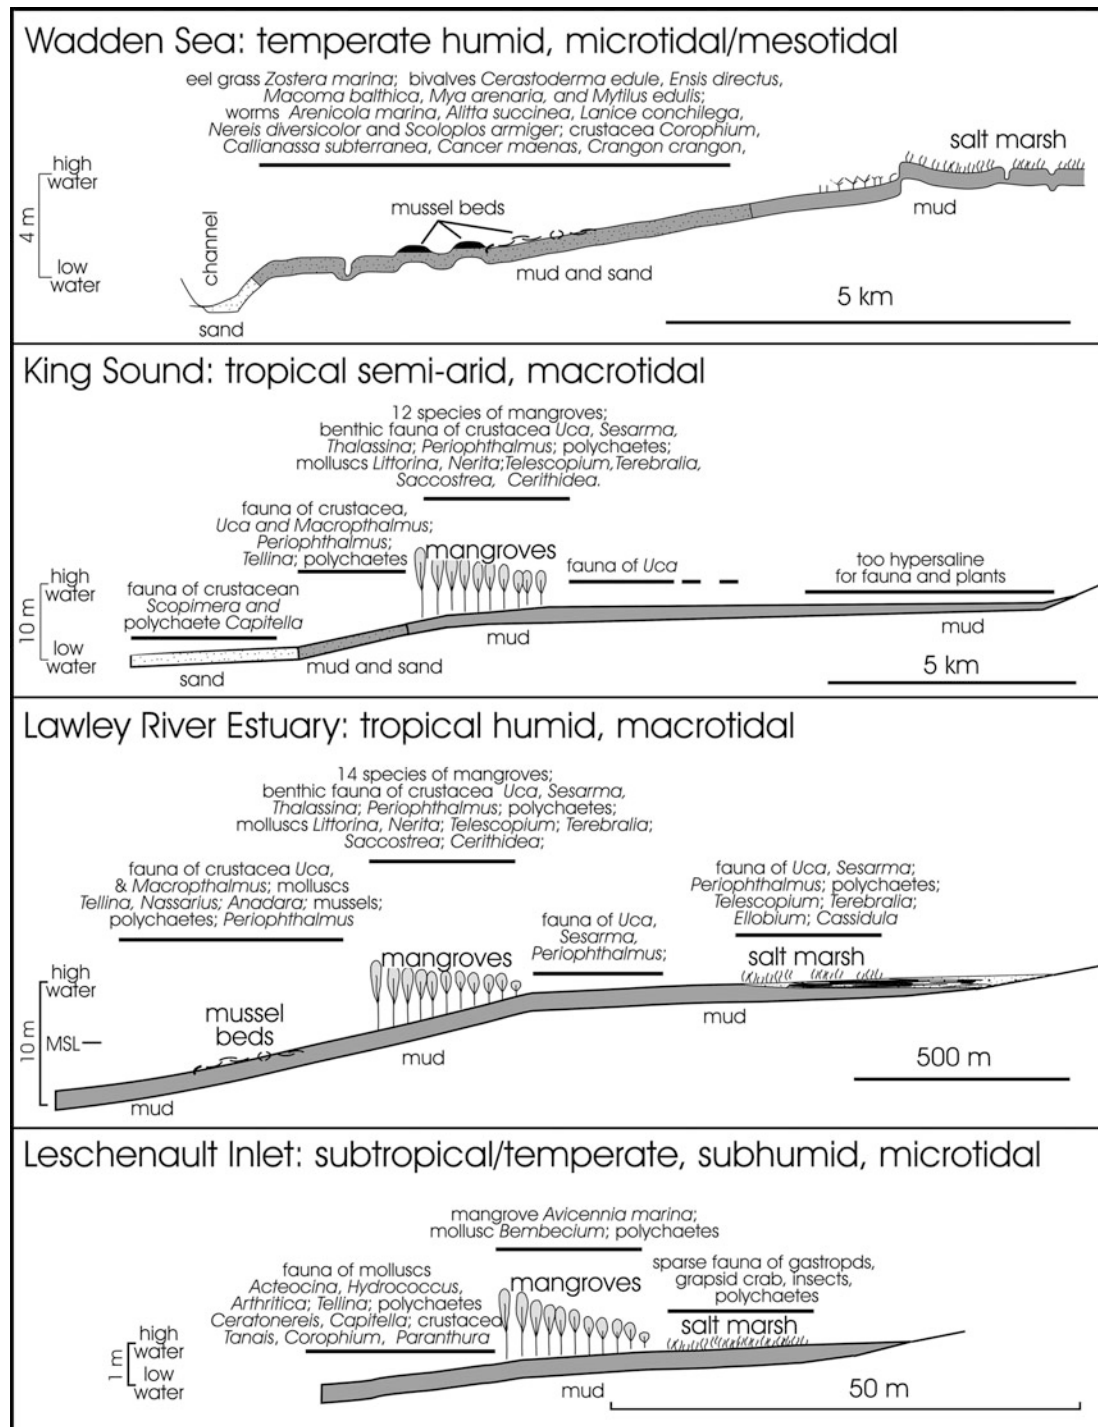 Wadden Sea: temperate humid, microtidal/mesotidal
eel grass Zostera marina; bivalves Cerastoderma edule, Ensis directus,
Macoma balthica, Mya arenaria, and Mytilus edulis;
worms Arenicola marina, Alitta succinea, Lanice conchilega,
Nereis diversicolor and Scoloplos armiger; crustacea Corophium,
Callianassa subterranea, Cancer maenas, Crangon crangon,
salt marsh
high
water
4 m
low
water
channel
mussel beds
mud
mud and sand
sand
5 km
King Sound: tropical semi-arid, macrotidal
12 species of mangroves;
benthic fauna of crustacea Uca, Sesarma,
Thalassina; Periophthalmus; polychaetes;
molluscs Littorina, Nerita;Telescopium,Terebralia,
Saccostrea, Cerithidea.
fauna of crustacea,
Uca and Macropthalmus;
Periophthalmus;
Tellina; polychaetes
mangroves
fauna of Uca
too hypersaline
for fauna and plants
high
water
10 m
low
water
fauna of crustacean
Scopimera and
polychaete Capitella
sand
mud and sand
mud
mud
5 km
Lawley River Estuary: tropical humid, macrotidal
14 species of mangroves;
benthic fauna of crustacea Uca, Sesarma,
Thalassina; Periophthalmus; polychaetes;
molluscs Littorina, Nerita; Telescopium; Terebralia;
Saccostrea; Cerithidea;
fauna of crustacea Uca,
& Macropthalmus; molluscs
Tellina, Nassarius; Anadara; mussels;
polychaetes; Periophthalmus
fauna of Uca, Sesarma;
Periophthalmus; polychaetes;
Telescopium; Terebralia;
Ellobium; Cassidula
fauna of Uca,
Sesarma,
Periophthalmus;
mangroves
salt marsh
high
water
10 m
MSL
mussel
beds
mud
mud
mud
500 m
Leschenault Inlet: subtropical/temperate, subhumid, microtidal
mangrove Avicennia marina;
mollusc Bembecium; polychaetes
fauna of molluscs
Acteocina, Hydrococcus,
Arthritica; Tellina; polychaetes
Ceratonereis, Capitella; crustacea
Tanais, Corophium, Paranthura
mangroves
sparse fauna of gastropds,
grapsid crab, insects,
polychaetes
salt marsh
high
water
1 m
low
water
mud
50 m